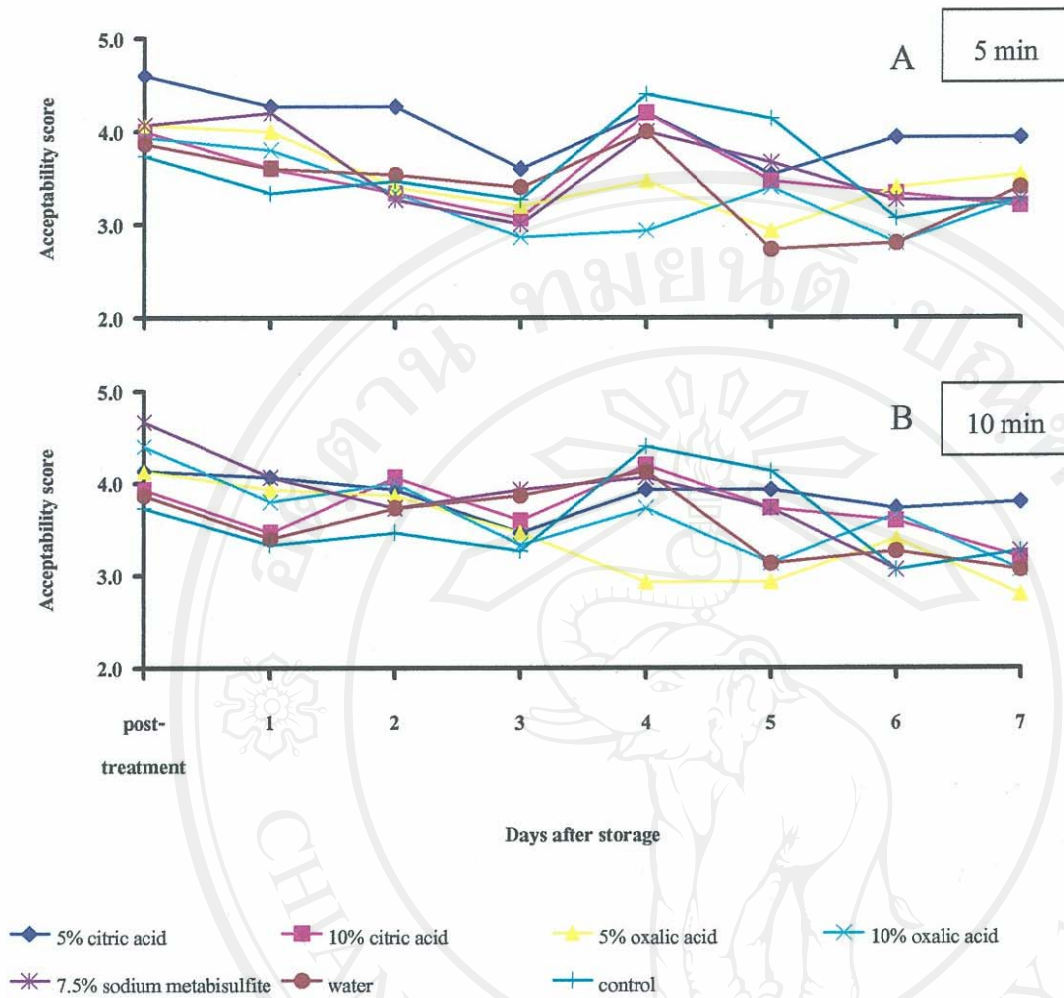 A
5 min
5.0
4.0
3.0
2.0
Acceptability score
B
10 min
5.0
4.0
3.0
2.0
Acceptability score
post-
treatment
1 2 3 4 5 6 7
Days after storage
5% citric acid 10% citric acid 5% oxalic acid 10% oxalic acid
7.5% sodium metabisulfite water control